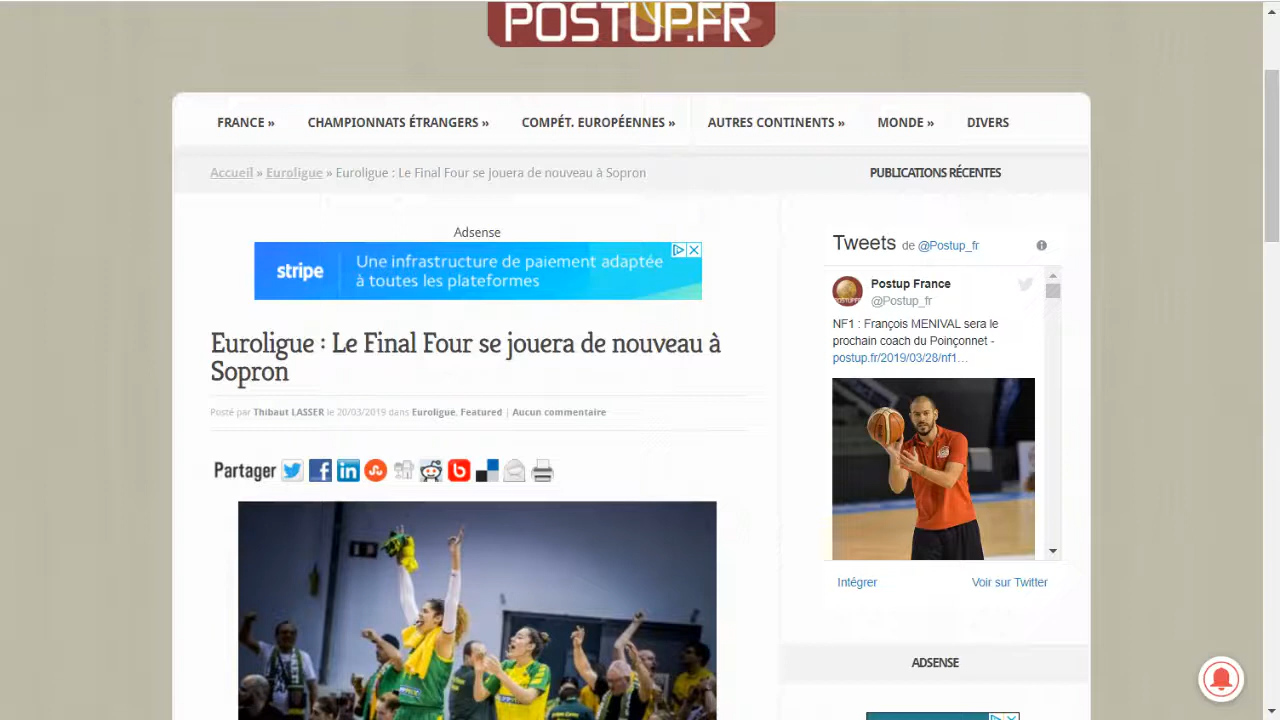 POSTUP.FR
FRANCE »
CHAMPIONNATS ÉTRANGERS »
COMPÉT. EUROPÉENNES »
AUTRES CONTINENTS »
MONDE »
DIVERS
Accueil » Euroligue » Euroligue : Le Final Four se jouera de nouveau à Sopron
Adsense
stripe
Une infrastructure de paiement adaptée
à toutes les plateformes
Euroligue : Le Final Four se jouera de nouveau à
Sopron
Posté par Thibaut LASSER le 20/03/2019 dans Euroligue, Featured | Aucun commentaire
Partager
PUBLICATIONS RÉCENTES
Tweets de @Postup_fr
Postup France
@Postup_fr
NF1 : François MENIVAL sera le
prochain coach du Poinçonnet -
postup.fr/2019/03/28/nf1…
Intégrer
Voir sur Twitter
ADSENSE